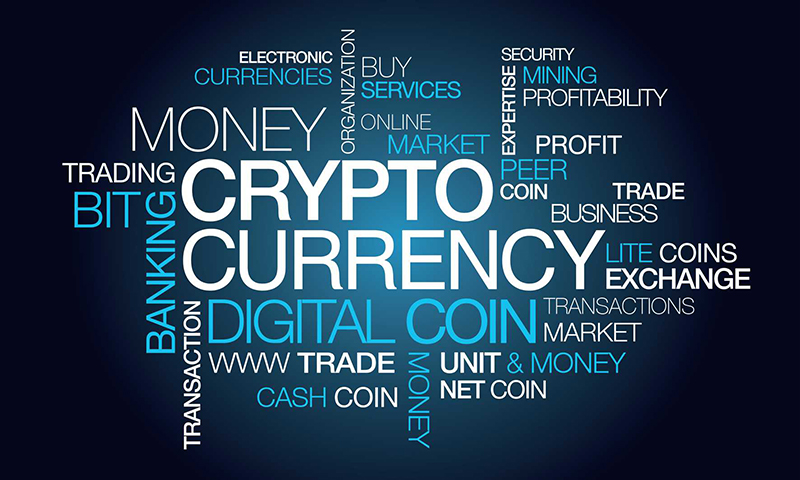 ELECTRONIC
CURRENCIES
ORGANIZATION
BUY
SERVICES
ONLINE
MARKET
SECURITY
EXPERTISE
MINING
PROFITABILITY
PROFIT
PEER
COIN
TRADE
BUSINESS
MONEY
TRADING
BIT
BANKING
CRYPTO
CURRENCY
LITE COINS
EXCHANGE
DIGITAL COIN
TRANSACTIONS
MARKET
TRANSACTION
WWW TRADE
CASH COIN
MONEY
UNIT & MONEY
NET COIN